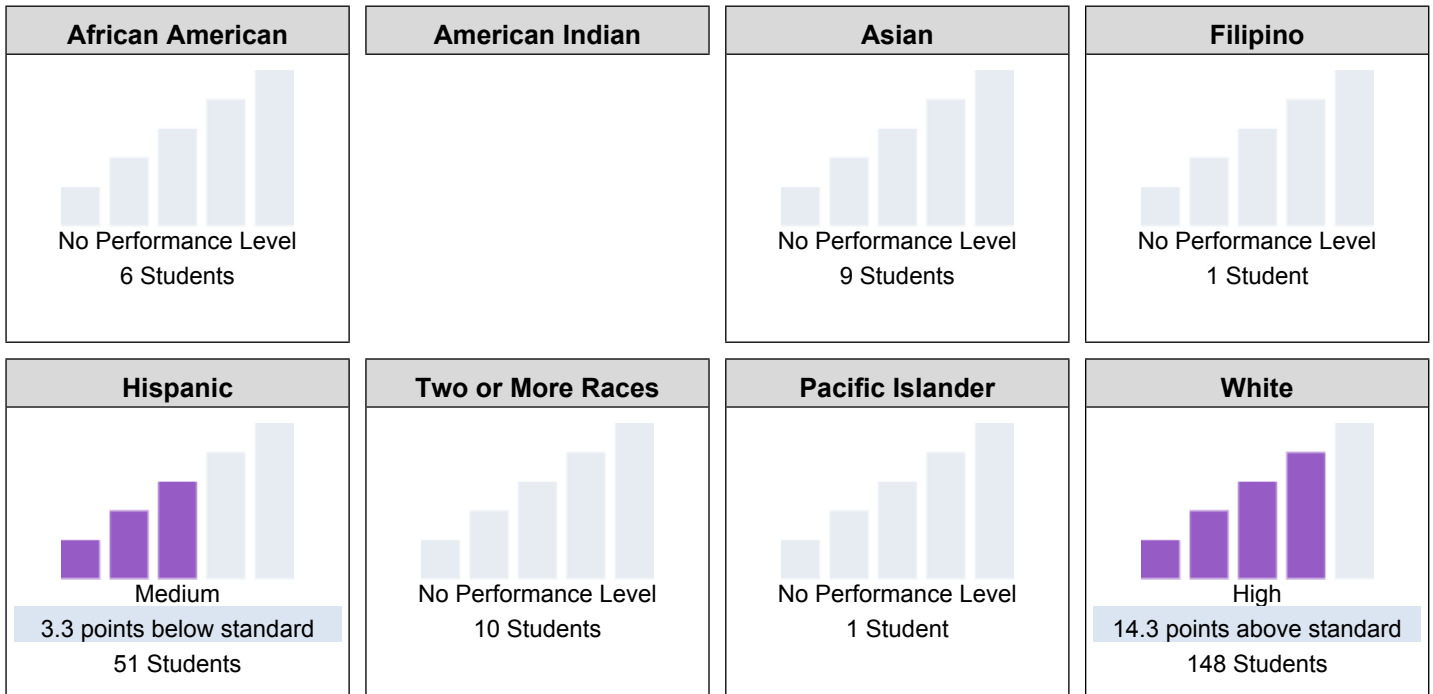 African American
No Performance Level
6 Students
American Indian
Asian
No Performance Level
9 Students
Filipino
No Performance Level
1 Student
Hispanic
Medium
3.3 points below standard
51 Students
Two or More Races
No Performance Level
10 Students
Pacific Islander
No Performance Level
1 Student
White
High
14.3 points above standard
148 Students